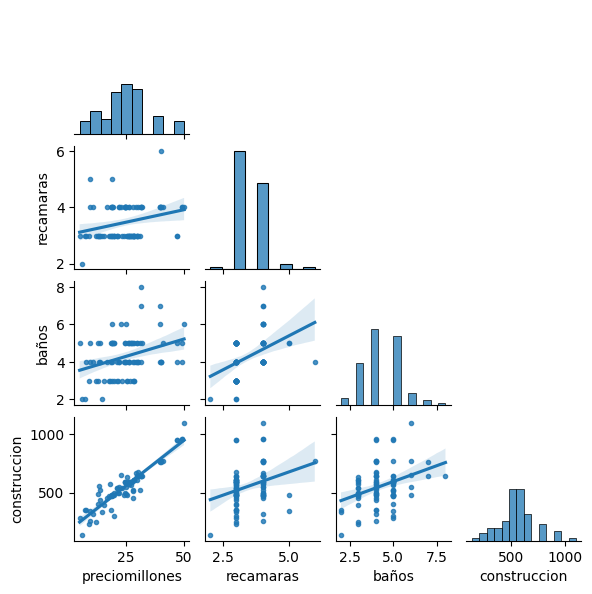 6
recamaras
4
2
8
baños
6
4
2
1000
construccion
500
25 50 2.5 5.0 2.5 5.0 7.5 500 1000
preciomillones recamaras baños construccion